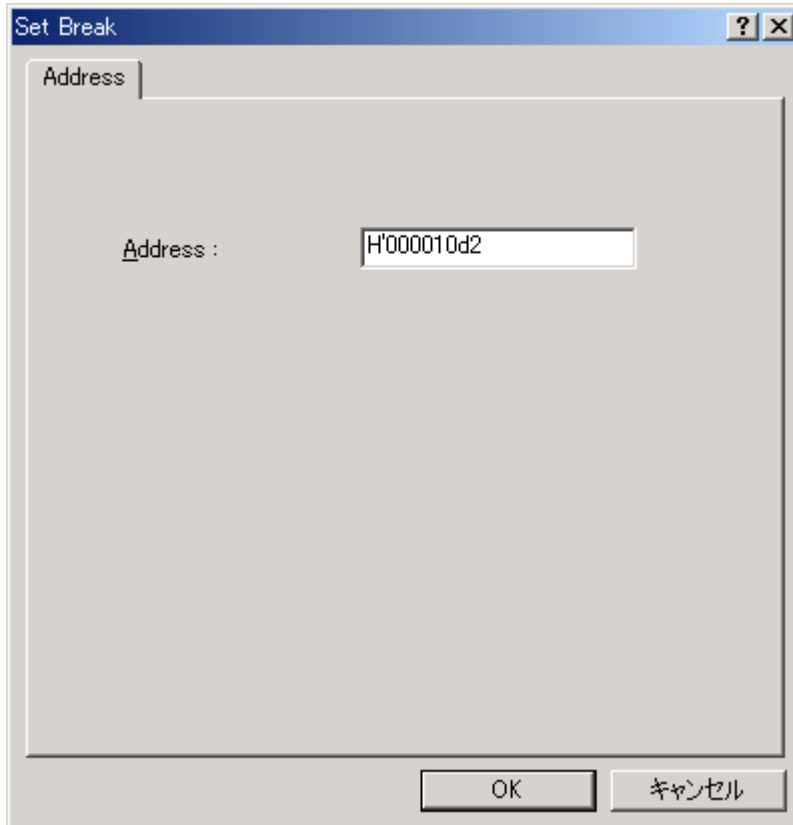 Set Break
Address
Address :
H'000010d2
OK
キャンセル